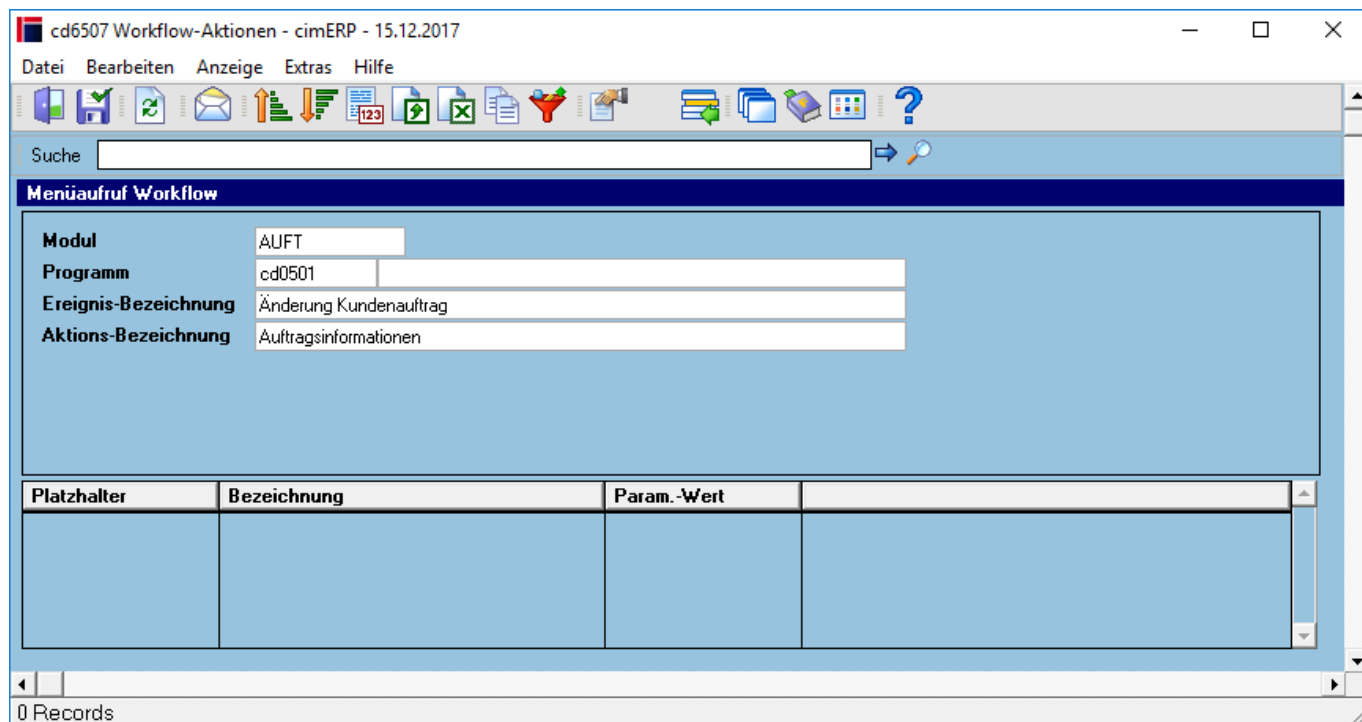 cd6507 Workflow-Aktionen - cimERP - 15.12.2017
Datei Bearbeiten Anzeige Extras Hilfe
123
Suche
Menüaufruf Workflow
Modul AUFT
Programm cd0501
Ereignis-Bezeichnung Änderung Kundenauftrag
Aktions-Bezeichnung Auftragsinformationen
Platzhalter Bezeichnung Param.-Wert
0 Records